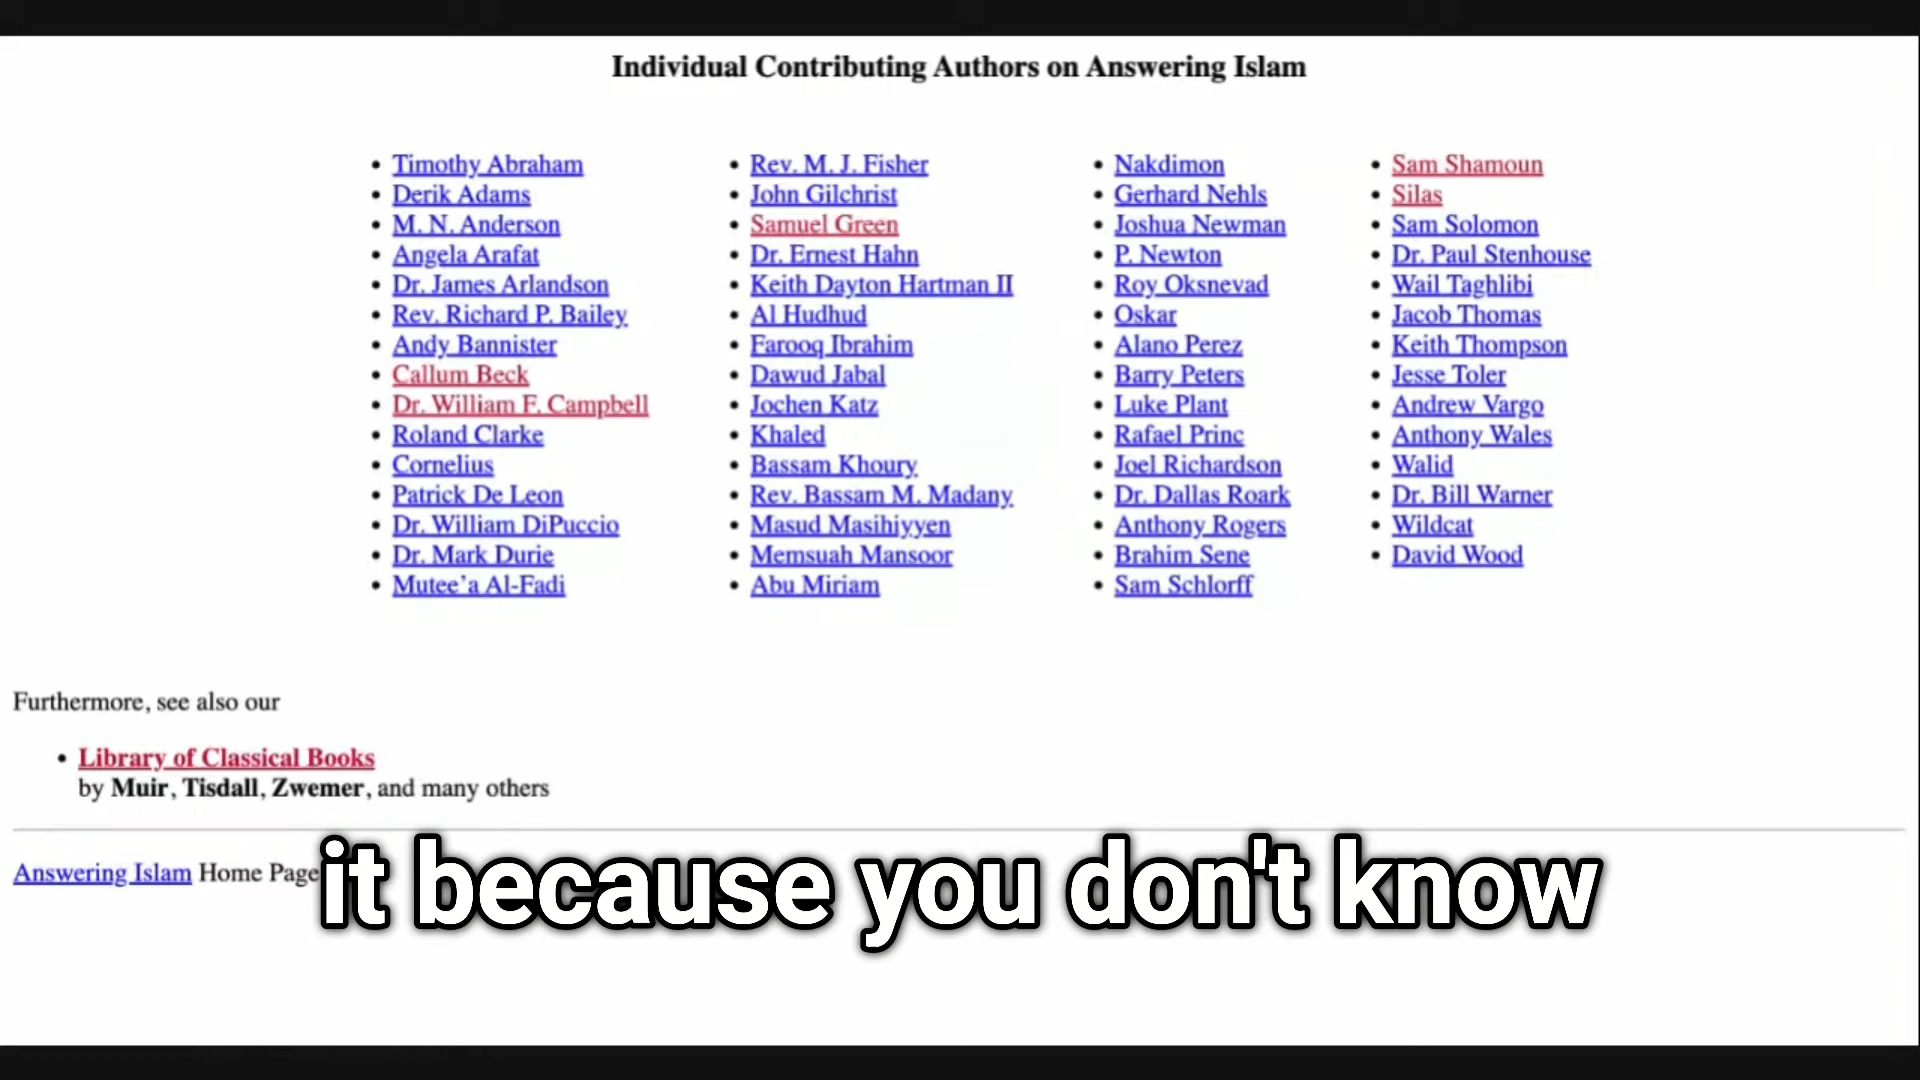 Individual Contributing Authors on Answering Islam
Timothy Abraham
Derik Adams
M. N. Anderson
Angela Arafat
Dr. James Arlandson
Rev. Richard P. Bailey
Andy Bannister
Callum Beck
Dr. William F. Campbell
Roland Clarke
Cornelius
Patrick De Leon
Dr. William DiPuccio
Dr. Mark Durie
Mutee’a Al-Fadi
Rev. M. J. Fisher
John Gilchrist
Samuel Green
Dr. Ernest Hahn
Keith Dayton Hartman II
Al Hudhud
Farooq Ibrahim
Dawud Jabal
Jochen Katz
Khaled
Bassam Khoury
Rev. Bassam M. Madany
Masud Masihiyyen
Memsuah Mansoor
Abu Miriam
Nakdimon
Gerhard Nehls
Joshua Newman
P. Newton
Roy Oksnevad
Oskar
Alano Perez
Barry Peters
Luke Plant
Rafael Princ
Joel Richardson
Dr. Dallas Roark
Anthony Rogers
Brahim Sene
Sam Schlorff
Sam Shamoun
Silas
Sam Solomon
Dr. Paul Stenhouse
Wail Taghlibi
Jacob Thomas
Keith Thompson
Jesse Toler
Andrew Vargo
Anthony Wales
Walid
Dr. Bill Warner
Wildcat
David Wood
Furthermore, see also our
Library of Classical Books
by Muir, Tisdall, Zwemer, and many others
Answering Islam Home Page
it because you don't know